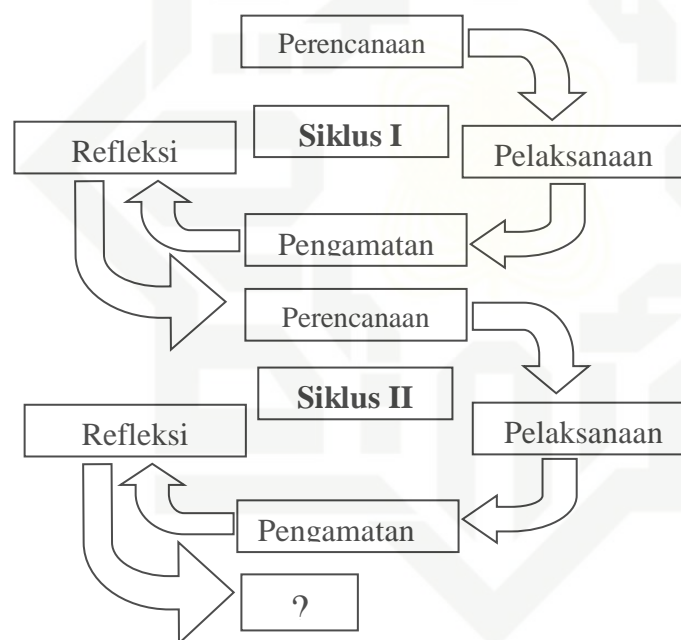 Perencanaan
Siklus I
Refleksi
Pelaksanaan
Pengamatan
Perencanaan
Siklus II
Refleksi
Pelaksanaan
Pengamatan
?